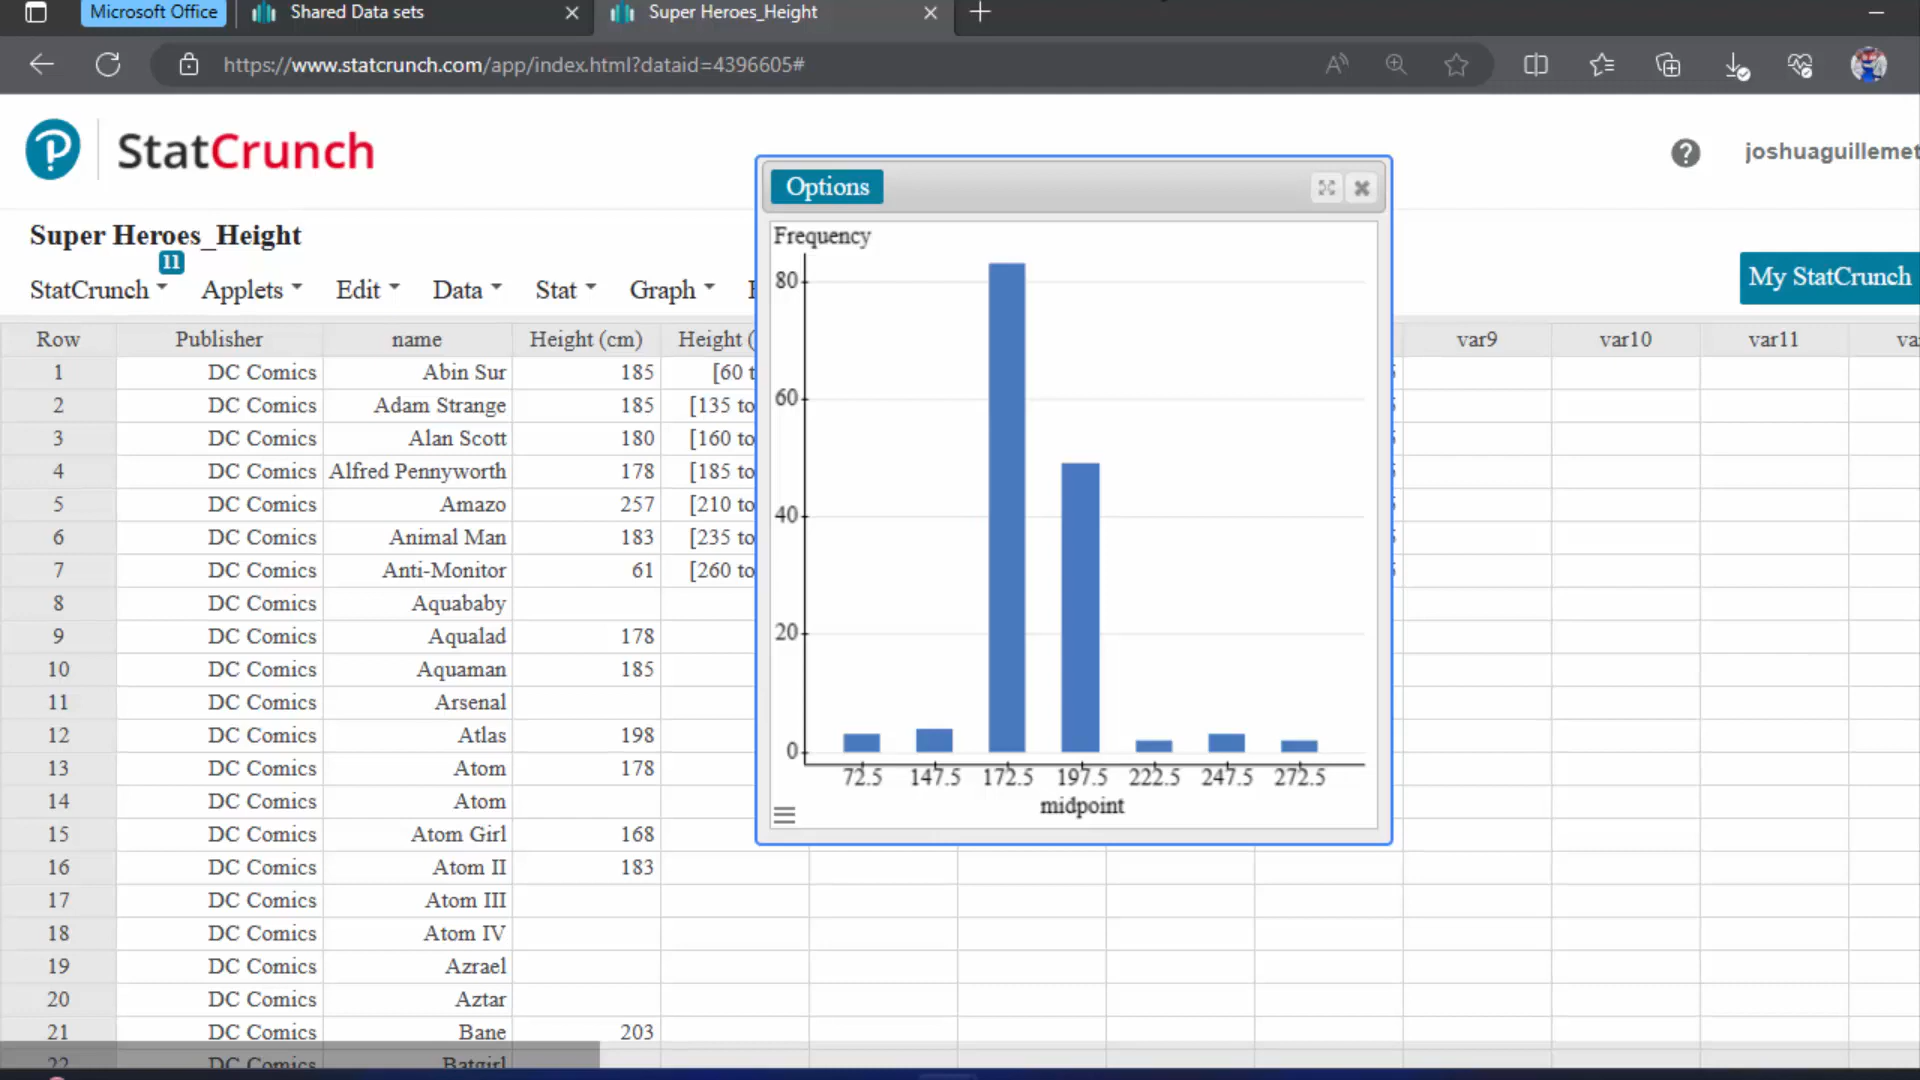 Microsoft Office Shared Data sets Super Heroes_Height
https://www.statcrunch.com/app/index.html?dataid=4396605#
StatCrunch
joshuaguillemet
Super Heroes_Height
11
StatCrunch Applets Edit Data Stat Graph
My StatCrunch
Options
Frequency
80
60
40
20
0
72.5 147.5 172.5 197.5 222.5 247.5 272.5
midpoint
Row Publisher name Height (cm) Height ( var9 var10 var11 va
1 DC Comics Abin Sur 185 [60 t
2 DC Comics Adam Strange 185 [135 to
3 DC Comics Alan Scott 180 [160 to
4 DC Comics Alfred Pennyworth 178 [185 to
5 DC Comics Amazo 257 [210 to
6 DC Comics Animal Man 183 [235 to
7 DC Comics Anti-Monitor 61 [260 to
8 DC Comics Aquababy
9 DC Comics Aqualad 178
10 DC Comics Aquaman 185
11 DC Comics Arsenal
12 DC Comics Atlas 198
13 DC Comics Atom 178
14 DC Comics Atom
15 DC Comics Atom Girl 168
16 DC Comics Atom II 183
17 DC Comics Atom III
18 DC Comics Atom IV
19 DC Comics Azrael
20 DC Comics Aztar
21 DC Comics Bane 203
22 DC Comics Batgirl